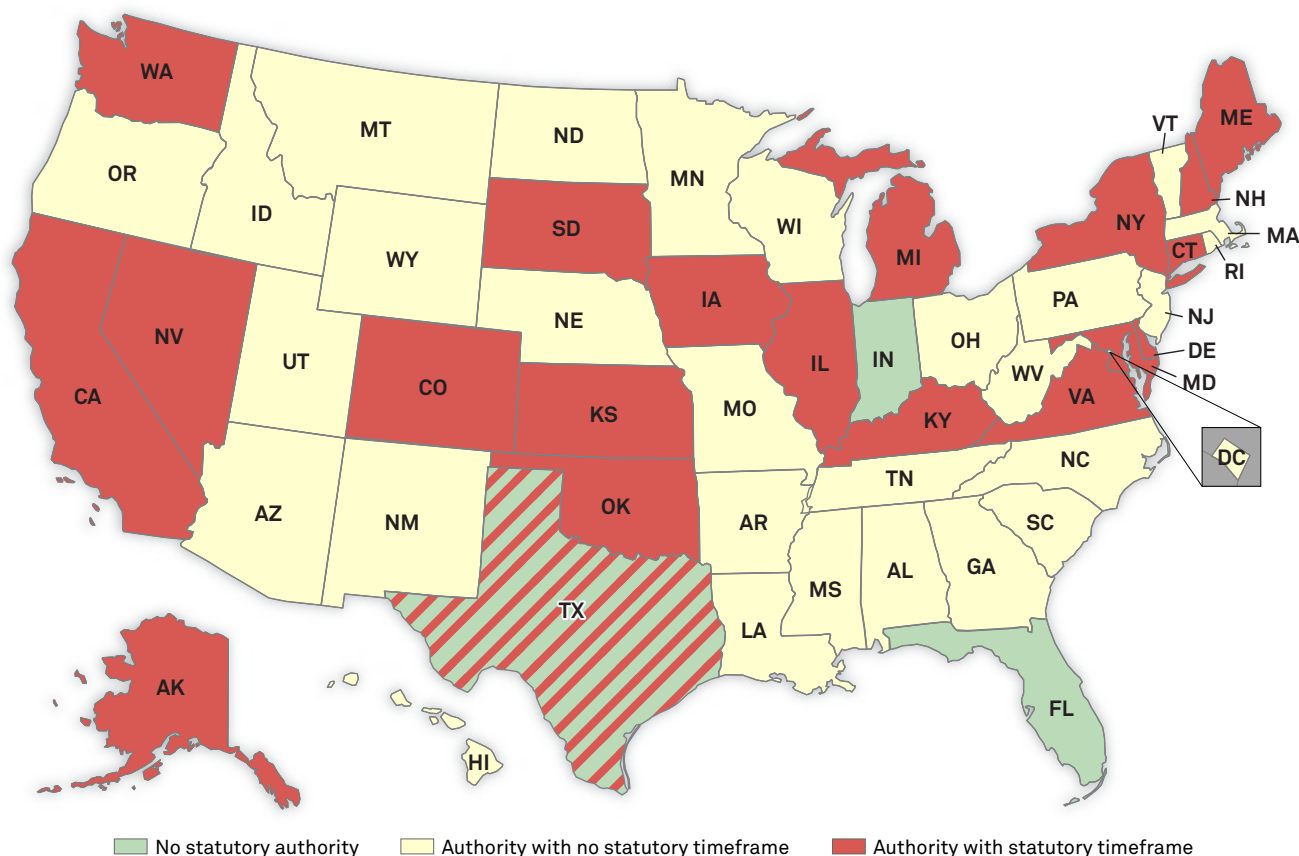 WA
MT
ND
MN
VT
ME
OR
ID
SD
WI
NH
NY
MA
WY
MI
CT
RI
IA
PA
NE
NJ
NV
OH
DE
UT
IL
IN
CO
WV
MD
CA
VA
KS
MO
KY
DC
NC
TN
AZ
NM
OK
AR
SC
AL
GA
MS
TX
LA
AK
FL
HI
No statutory authority
Authority with no statutory timeframe
Authority with statutory timeframe